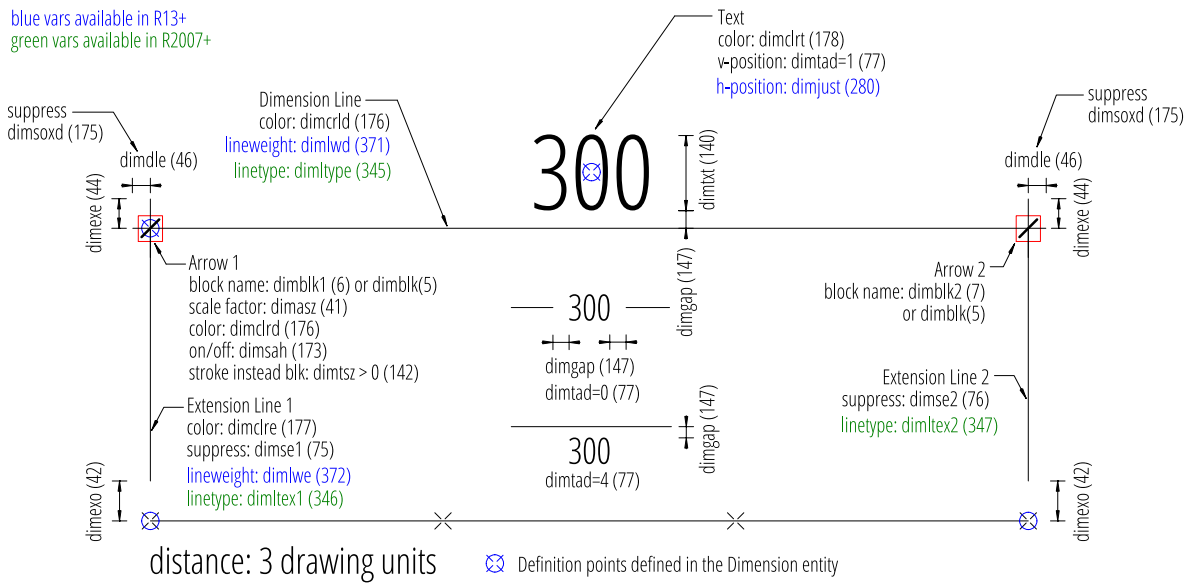 blue vars available in R13+
green vars available in R2007+
Text
color: dimclrt (178)
v-position: dimtad=1 (77)
h-position: dimjust (280)
suppress
dimsoxd (175)
Dimension Line
color: dimcrld (176)
lineweight: dimlwd (371)
linetype: dimltype (345)
suppress
dimsoxd (175)
dimdle (46)
300
dimtxt (140)
dimdle (46)
dimexe (44)
dimexe (44)
Arrow 1
block name: dimblk1 (6) or dimblk(5)
scale factor: dimasz (41)
color: dimclrd (176)
on/off: dimsah (173)
stroke instead blk: dimtsz > 0 (142)
300
dimgap (147)
dimtad=0 (77)
dimgap (147)
Arrow 2
block name: dimblk2 (7)
or dimblk(5)
Extension Line 1
color: dimclre (177)
suppress: dimse1 (75)
lineweight: dimlwe (372)
linetype: dimltex1 (346)
300
dimtad=4 (77)
dimgap (147)
Extension Line 2
suppress: dimse2 (76)
linetype: dimltex2 (347)
dimexo (42)
dimexo (42)
distance: 3 drawing units
Definition points defined in the Dimension entity